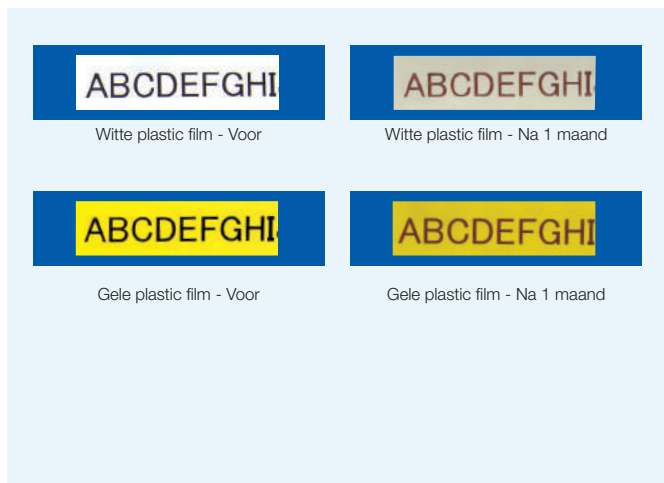 ABCDEFGHI
ABCDEFGHI
Witte plastic film - Voor
Witte plastic film - Na 1 maand
ABCDEFGHI
ABCDEFGHI
Gele plastic film - Voor
Gele plastic film - Na 1 maand